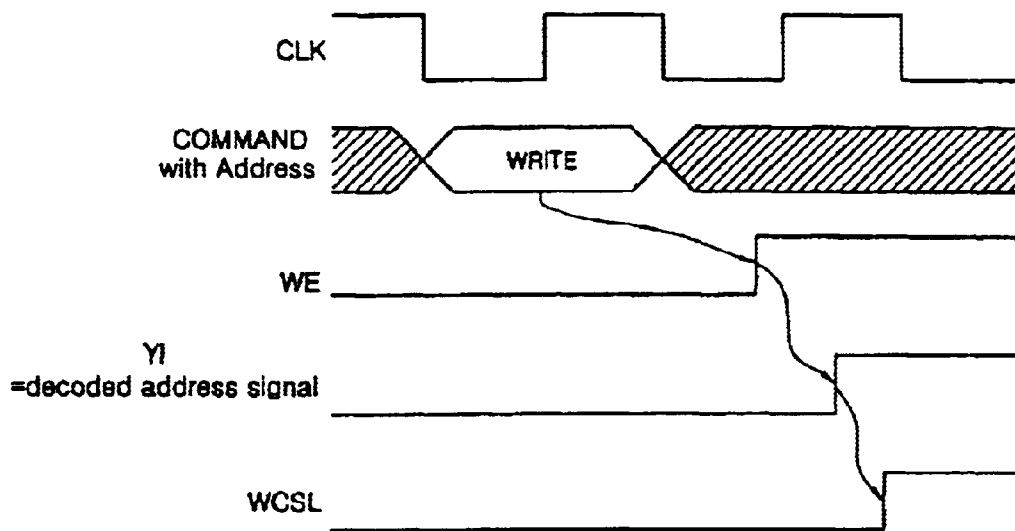 CLK
COMMAND
with Address
WRITE
WE
YI
=decoded address signal
WCSL